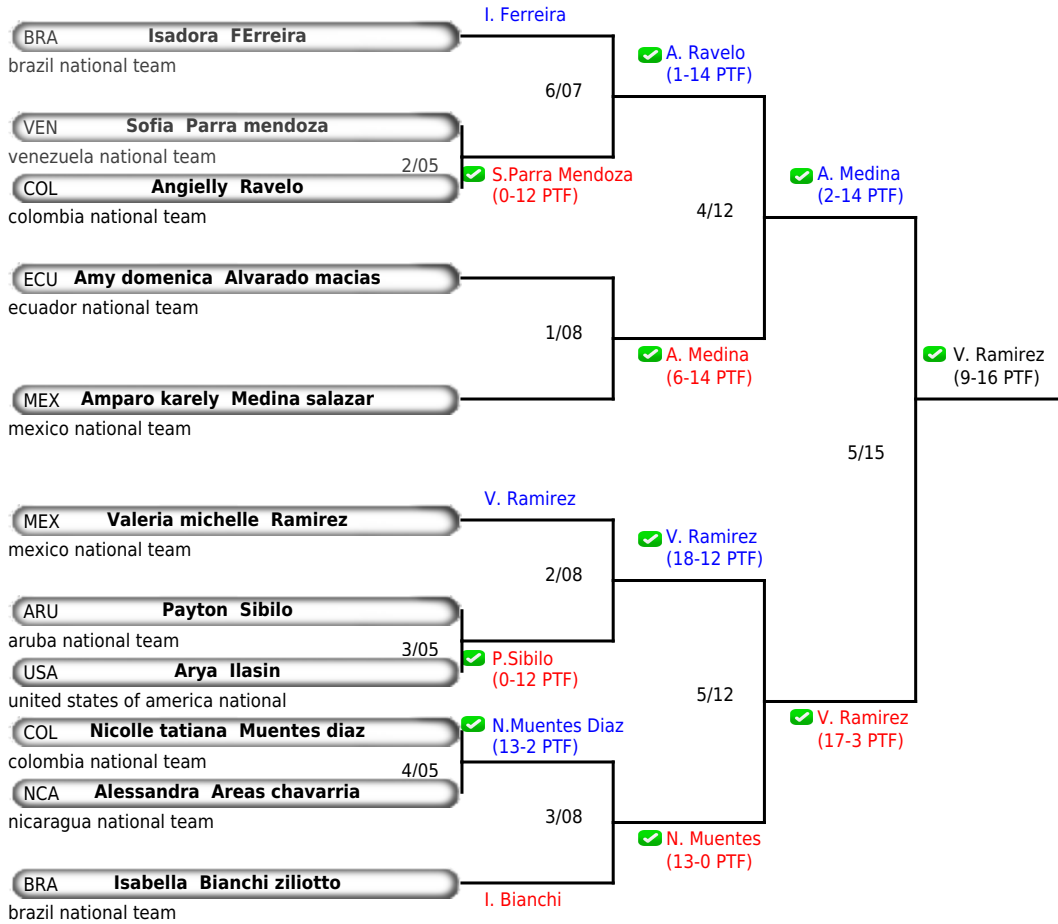 I. Ferreira
BRA Isadora FErreira
brazil national team
A. Ravelo
(1-14 PTF)
6/07
VEN Sofia Parra mendoza
venezuela national team
2/05
S.Parra Mendoza
(0-12 PTF)
COL Angielly Ravelo
colombia national team
A. Medina
(2-14 PTF)
4/12
ECU Amy domenica Alvarado macias
ecuador national team
1/08
A. Medina
(6-14 PTF)
V. Ramirez
(9-16 PTF)
MEX Amparo karely Medina salazar
mexico national team
5/15
V. Ramirez
MEX Valeria michelle Ramirez
mexico national team
V. Ramirez
(18-12 PTF)
2/08
ARU Payton Sibilo
aruba national team
3/05
P.Sibilo
(0-12 PTF)
USA Arya Ilasin
united states of america national
5/12
COL Nicolle tatiana Muentes diaz
colombia national team
N.Muentes Diaz
(13-2 PTF)
V. Ramirez
(17-3 PTF)
4/05
NCA Alessandra Areas chavarria
nicaragua national team
3/08
N. Muentes
(13-0 PTF)
BRA Isabella Bianchi ziliotto
brazil national team
I. Bianchi